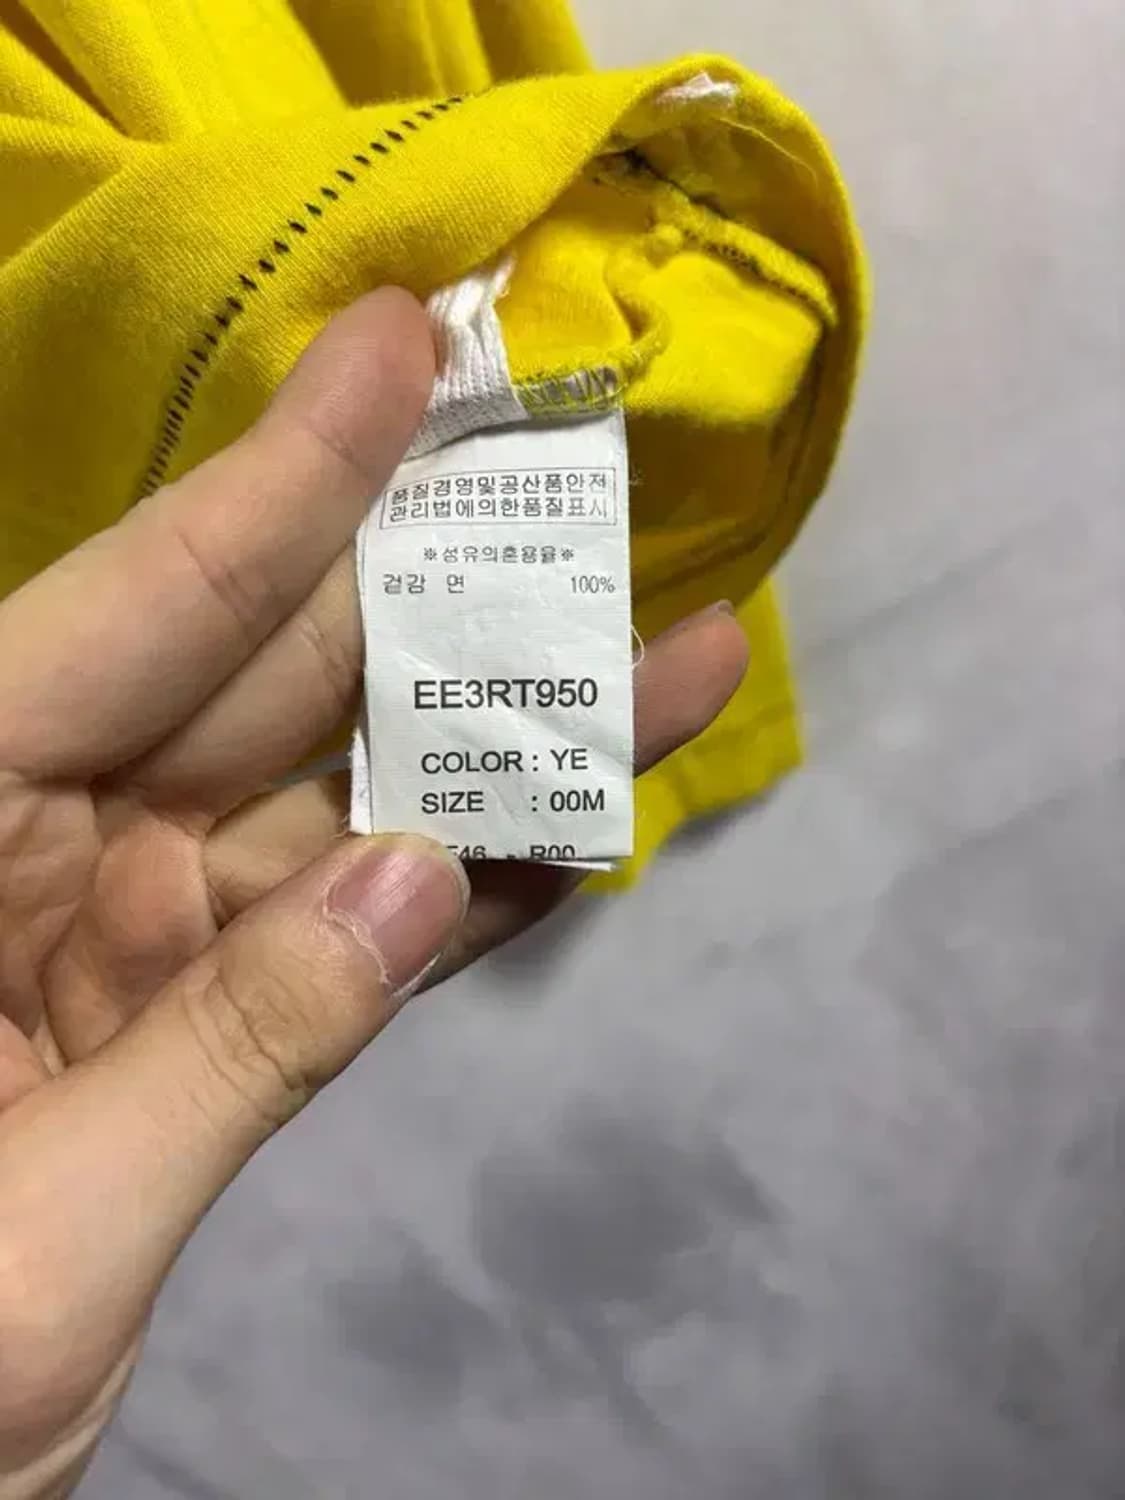 품질경영및공산품안전
관리법에의한품질표시
※섬유의혼용율※
겉감 면 100%
EE3RT950
COLOR : YE
SIZE : 00M
R00